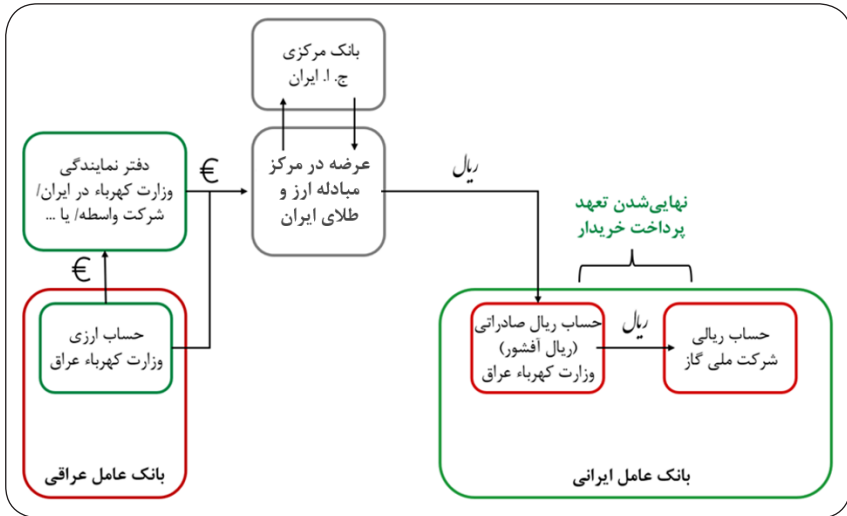 بانک مرکزی
ج. ا. ایران
دفتر نمایندگی
وزارت کهرباء در ایران/
شرکت واسطه/ یا ...
€
عرضه در مرکز
مبادله ارز و
طلای ایران
ریال
نهایی‌شدن تعهد
پرداخت خریدار
€
حساب ارزی
وزارت کهرباء عراق
حساب ریال صادراتی
(ریال آفشور)
وزارت کهرباء عراق
ریال
حساب ریالی
شرکت ملی گاز
بانک عامل عراقی
بانک عامل ایرانی